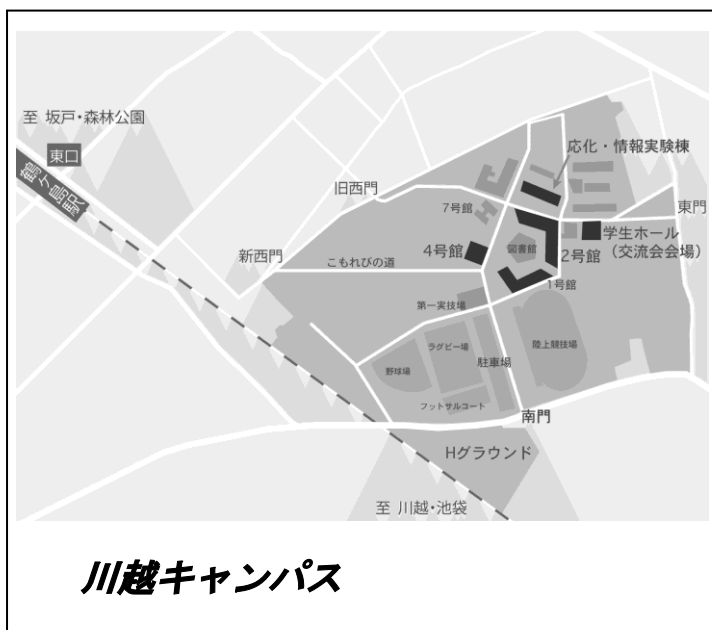 至 坂戸・森林公園
東口
鶴ヶ島駅
応化・情報実験棟
旧西門
7号館
東門
学生ホール
(交流会会場)
新西門
4号館
図書館
2号館
こもれびの道
1号館
第一実技場
ラグビー場
駐車場
陸上競技場
野球場
フットサルコート
南門
Hグラウンド
至 川越・池袋
川越キャンパス